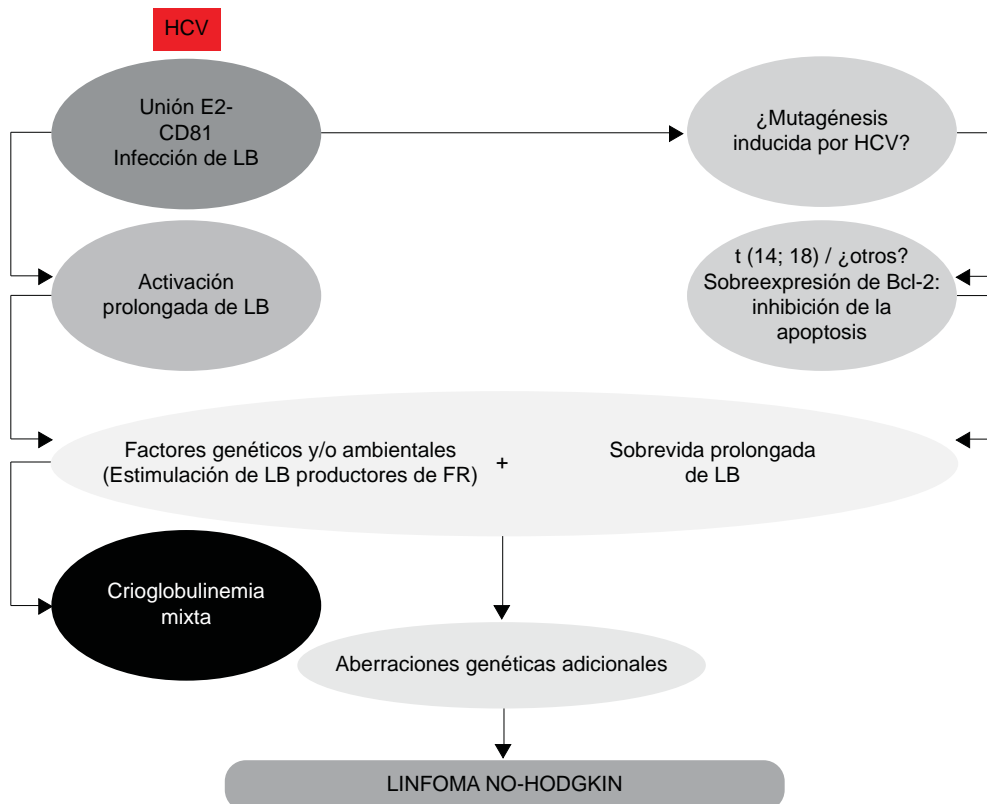 HCV
Unión E2-
CD81
Infección de LB
¿Mutagénesis
inducida por HCV?
Activación
prolongada de LB
t (14; 18) / ¿otros?
Sobreexpresión de Bcl-2:
inhibición de la
apoptosis
Factores genéticos y/o ambientales
(Estimulación de LB productores de FR)
+
Sobrevida prolongada
de LB
Crioglobulinemia
mixta
Aberraciones genéticas adicionales
LINFOMA NO-HODGKIN